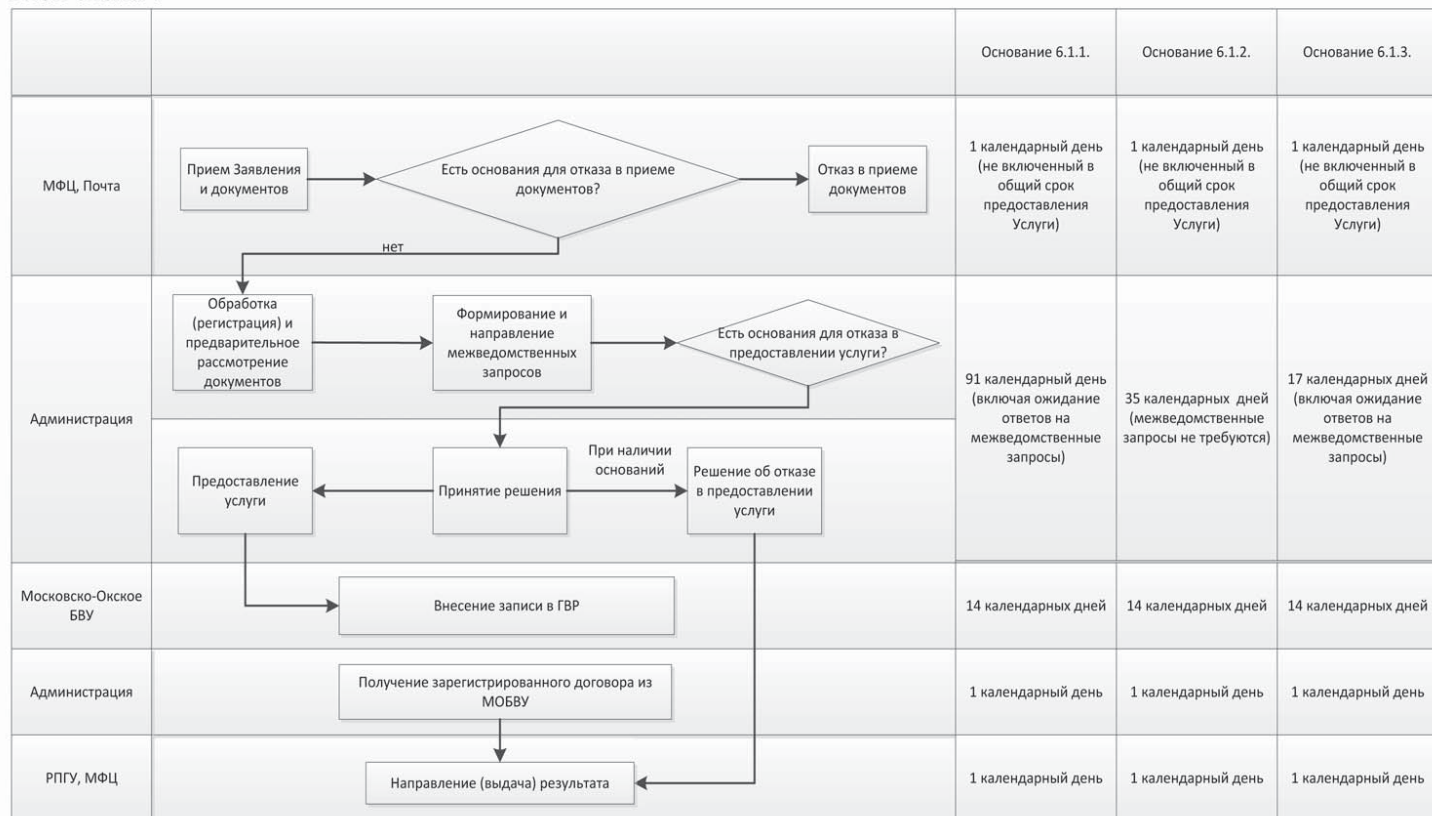 Основание 6.1.1.
Основание 6.1.2.
Основание 6.1.3.
МФЦ, Почта
Прием Заявления
и документов
Есть основания для отказа в приеме
документов?
Отказ в приеме
документов
нет
1 календарный день
(не включенный в
общий срок
предоставления
Услуги)
1 календарный день
(не включенный в
общий срок
предоставления
Услуги)
1 календарный день
(не включенный в
общий срок
предоставления
Услуги)
Администрация
Обработка
(регистрация) и
предварительное
рассмотрение
документов
Формирование и
направление
межведомственных
запросов
Есть основания для отказа в
предоставлении услуги?
Предоставление
услуги
Принятие решения
При наличии
оснований
Решение об отказе
в предоставлении
услуги
91 календарный день
(включая ожидание
ответов на
межведомственные
запросы)
35 календарных дней
(межведомственные
запросы не требуются)
17 календарных дней
(включая ожидание
ответов на
межведомственные
запросы)
Московско-Окское
БВУ
Внесение записи в ГВР
14 календарных дней
14 календарных дней
14 календарных дней
Администрация
Получение зарегистрированного договора из
МОБВУ
1 календарный день
1 календарный день
1 календарный день
РПГУ, МФЦ
Направление (выдача) результата
1 календарный день
1 календарный день
1 календарный день